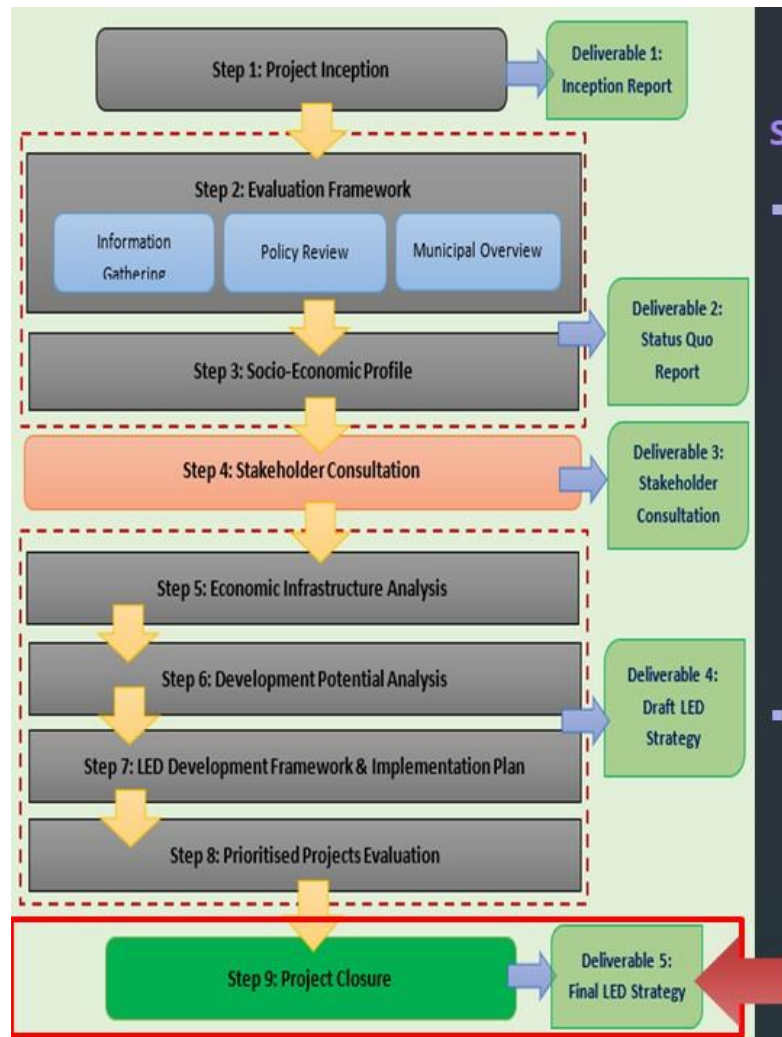 Step 1: Project Inception
Deliverable 1:
Inception Report
Step 2: Evaluation Framework
Information
Gathering
Policy Review
Municipal Overview
Deliverable 2:
Status Quo
Report
Step 3: Socio-Economic Profile
Step 4: Stakeholder Consultation
Deliverable 3:
Stakeholder
Consultation
Step 5: Economic Infrastructure Analysis
Step 6: Development Potential Analysis
Deliverable 4:
Draft LED
Strategy
Step 7: LED Development Framework & Implementation Plan
Step 8: Prioritised Projects Evaluation
Step 9: Project Closure
Deliverable 5:
Final LED Strategy